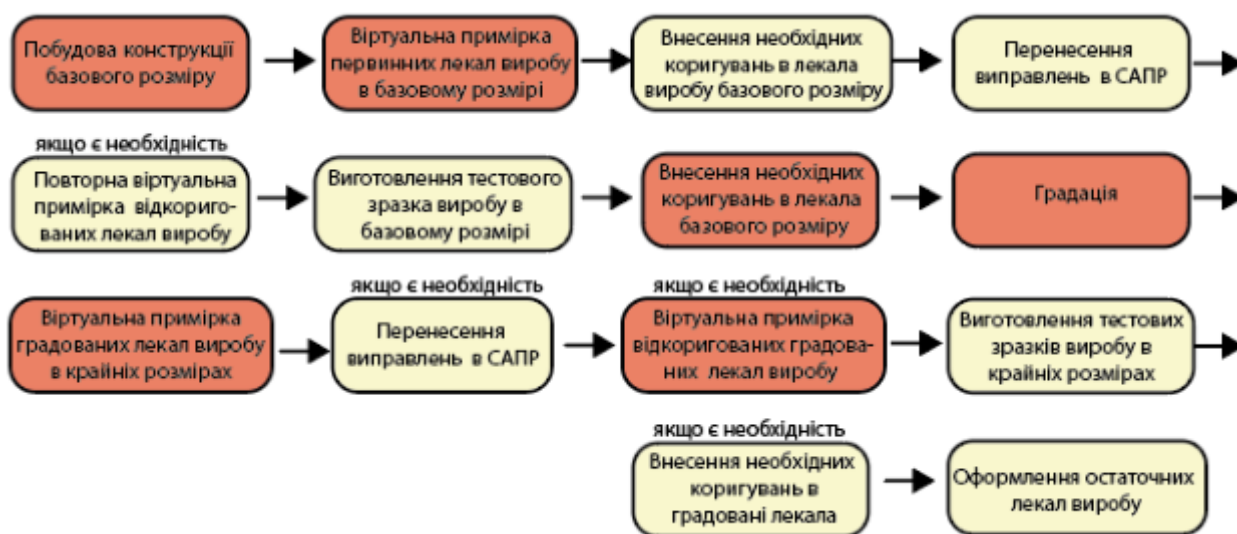 Побудова конструкції
базового розміру
Віртуальна примірка
первинних лекал виробу
в базовому розмірі
Внесення необхідних
коригувань в лекала
виробу базового розміру
Перенесення
виправлень в САПР
якщо є необхідність
Повторна віртуальна
примірка відкориго-
ваних лекал виробу
Виготовлення тестового
зразка виробу в
базовому розмірі
Внесення необхідних
коригувань в лекала
базового розміру
Градація
Віртуальна примірка
градованих лекал виробу
в крайніх розмірах
якщо є необхідність
Перенесення
виправлень в САПР
якщо є необхідність
Віртуальна примірка
відкоригованих градова-
них лекал виробу
Виготовлення тестових
зразків виробу в
крайніх розмірах
якщо є необхідність
Внесення необхідних
коригувань в
градовані лекала
Оформлення остаточних
лекал виробу